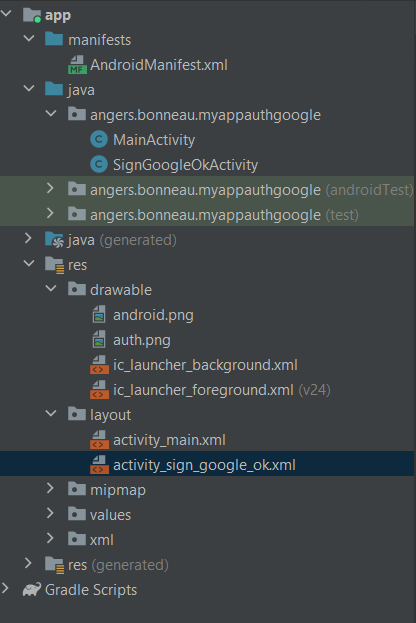 app
manifests
AndroidManifest.xml
java
angers.bonneau.myappauthgoogle
MainActivity
SignGoogleOkActivity
angers.bonneau.myappauthgoogle (androidTest)
angers.bonneau.myappauthgoogle (test)
java (generated)
res
drawable
android.png
auth.png
ic_launcher_background.xml
ic_launcher_foreground.xml (v24)
layout
activity_main.xml
activity_sign_google_ok.xml
mipmap
values
xml
res (generated)
Gradle Scripts